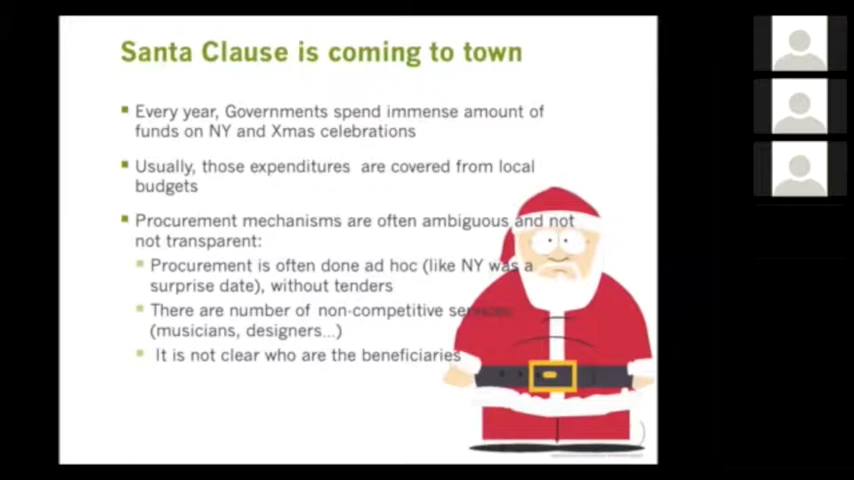 Santa Clause is coming to town
Every year, Governments spend immense amount of
funds on NY and Xmas celebrations
Usually, those expenditures are covered from local
budgets
Procurement mechanisms are often ambiguous and not
not transparent:
Procurement is often done ad hoc (like NY was a
surprise date), without tenders
There are number of non-competitive services
(musicians, designers...)
It is not clear who are the beneficiaries